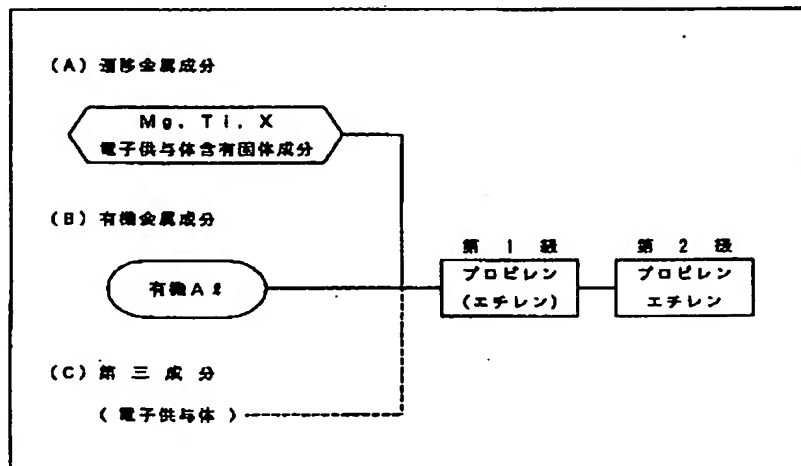 (A) 遷移金属成分
Mg, Ti, X
電子供与体含有固体成分
(B) 有機金属成分
有機Aℓ
第1級
プロピレン
(エチレン)
第2級
プロピレン
エチレン
(C) 第三成分
(電子供与体)